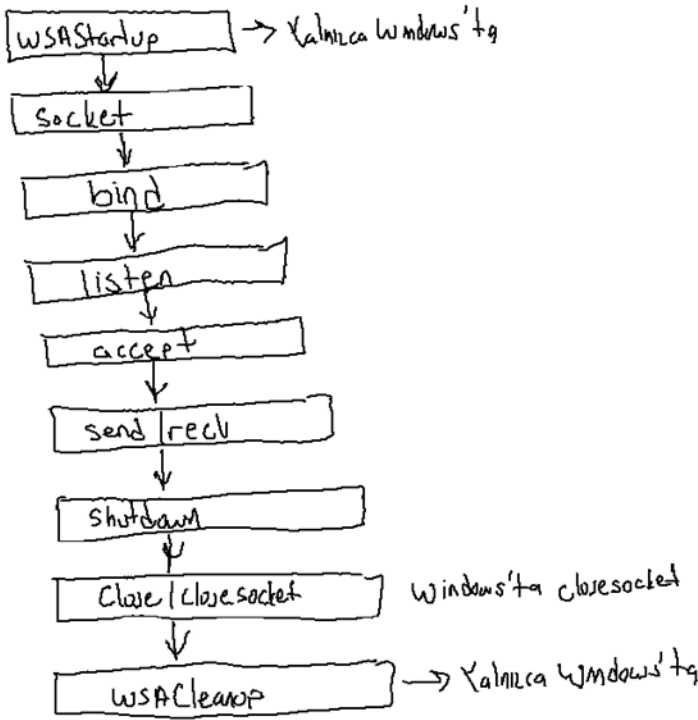 WSAStartup → Yalnızca Windows'ta
socket
bind
listen
accept
send | recv
shutdown
Close | closesocket Windows'ta closesocket
WSACleanup → Yalnızca Windows'ta